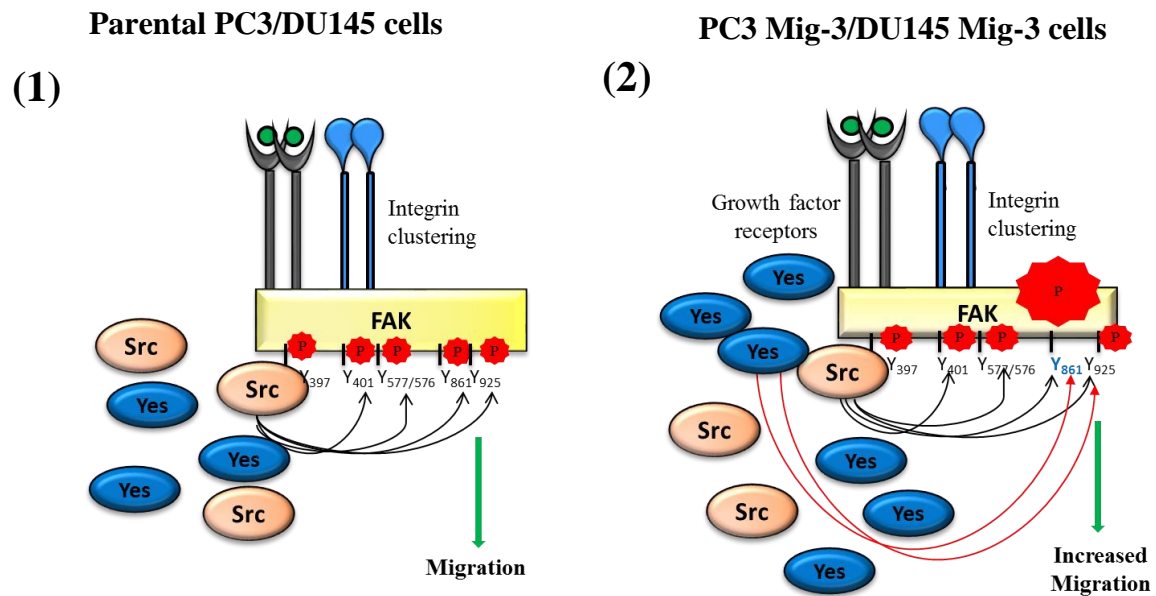 Parental PC3/DU145 cells
(1)
Integrin
clustering
FAK
P P P P P
Y397 Y401 Y577/576 Y861 Y925
Src
Src
Yes
Yes
Yes
Src
Migration
PC3 Mig-3/DU145 Mig-3 cells
(2)
Growth factor
receptors
Integrin
clustering
Yes
P
FAK
Yes
P P P P
Yes
Src
Y397 Y401 Y577/576 Y861 Y925
Src
Yes
Src
Yes
Yes
Increased
Migration